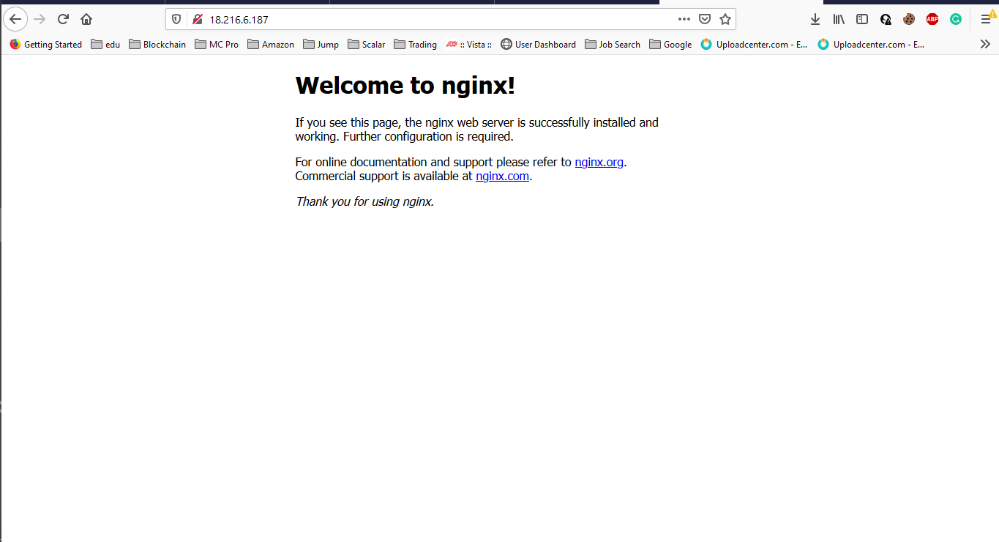 18.216.6.187
ABP
Getting Started edu Blockchain MC Pro Amazon Jump Scalar Trading :: Vista :: User Dashboard Job Search Google Uploadcenter.com - E... Uploadcenter.com - E...
Welcome to nginx!
If you see this page, the nginx web server is successfully installed and
working. Further configuration is required.
For online documentation and support please refer to nginx.org.
Commercial support is available at nginx.com.
Thank you for using nginx.